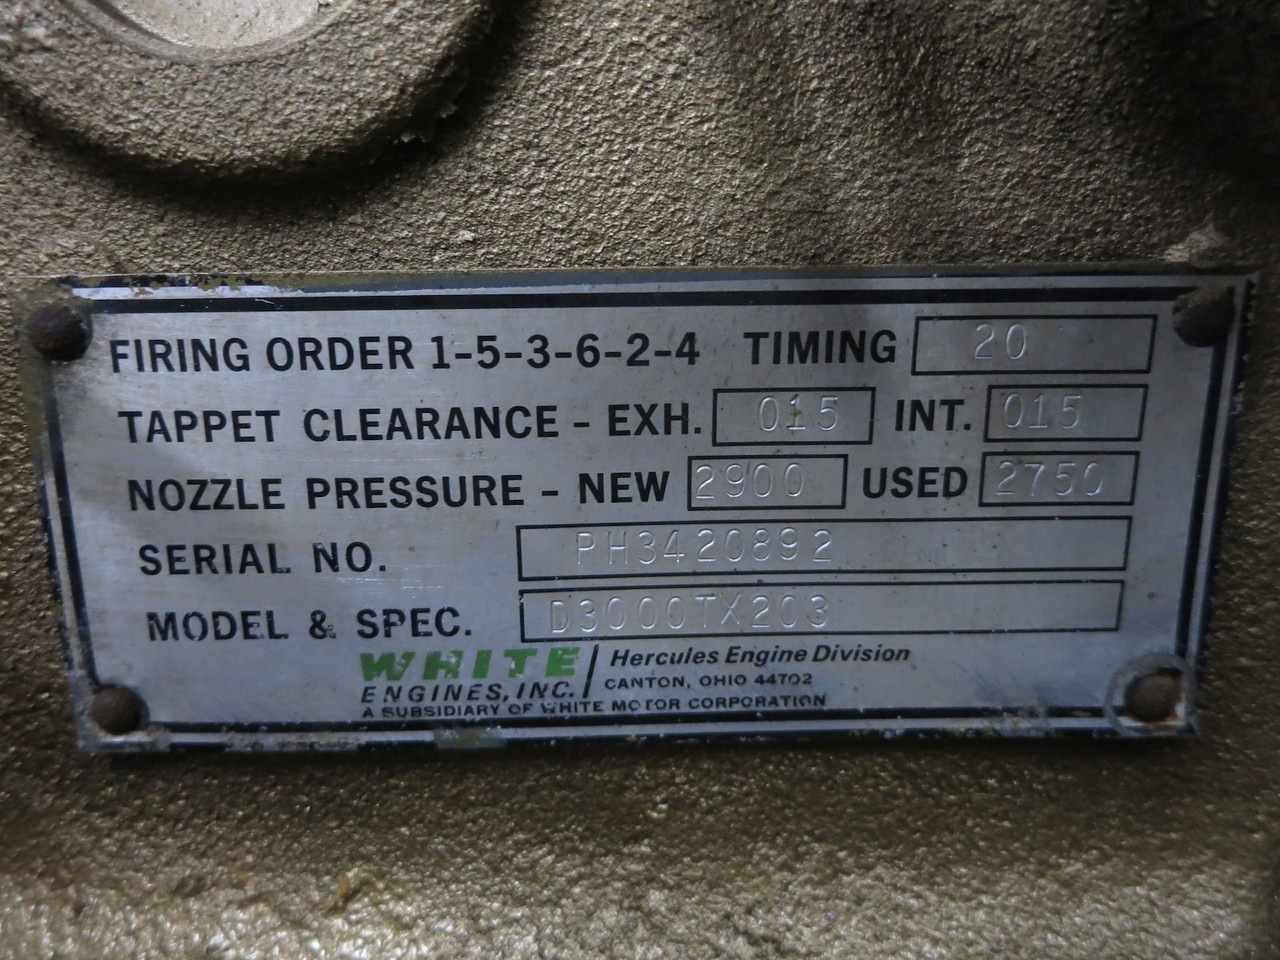 FIRING ORDER 1-5-3-6-2-4 TIMING 20
TAPPET CLEARANCE - EXH. 015 INT. 015
NOZZLE PRESSURE - NEW 2900 USED 2750
SERIAL NO. PH3420892
MODEL & SPEC. D3000TX203
WHITE / Hercules Engine Division
ENGINES, INC. CANTON, OHIO 44702
A SUBSIDIARY OF WHITE MOTOR CORPORATION